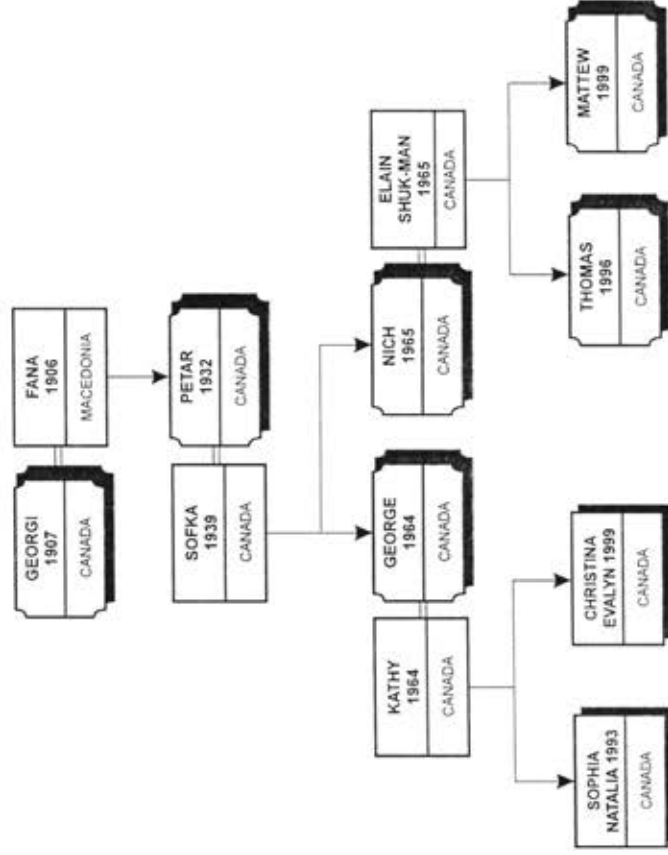 GEORGI
1907
CANADA
FANA
1906
MACEDONIA
SOFKA
1939
CANADA
PETAR
1932
CANADA
KATHY
1964
CANADA
GEORGE
1964
CANADA
NICH
1965
CANADA
ELAIN
SHUK-MAN
1965
CANADA
SOPHIA
NATALIA 1993
CANADA
CHRISTINA
EVALYN 1999
CANADA
THOMAS
1996
CANADA
MATTEW
1999
CANADA